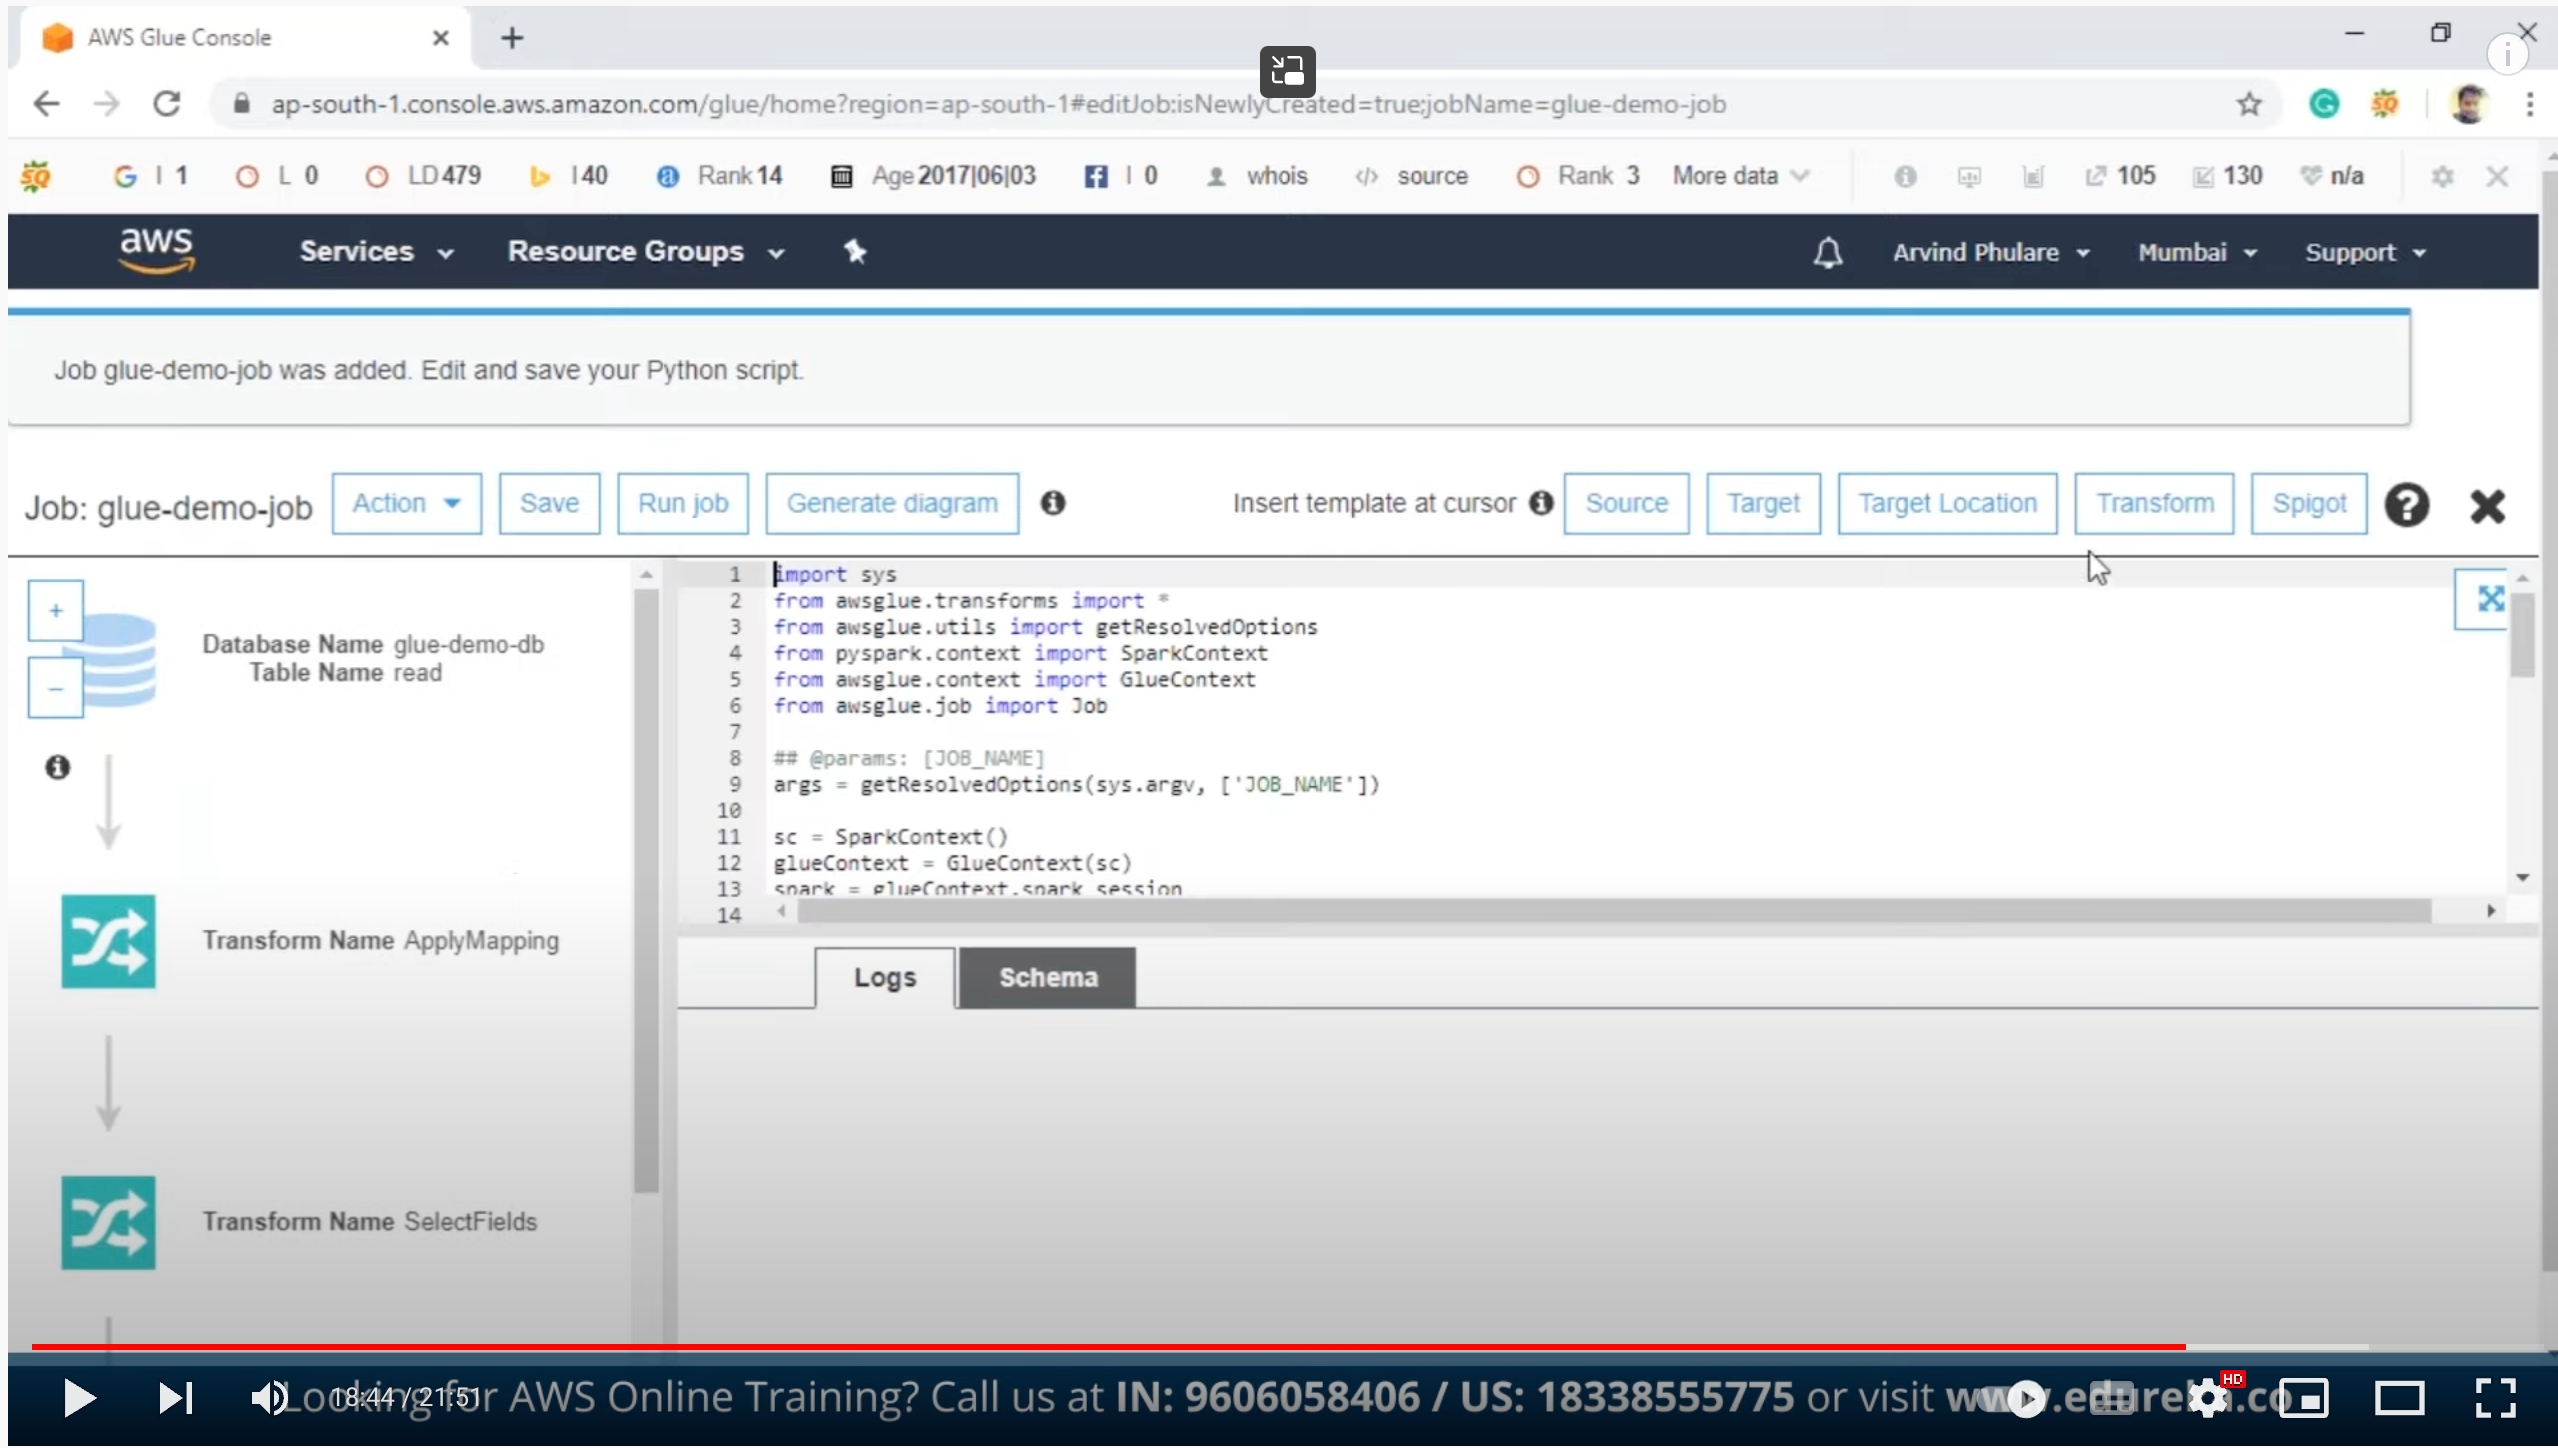 AWS Glue Console
ap-south-1.console.aws.amazon.com/glue/home?region=ap-south-1#editJob:isNewlyCreated=true;jobName=glue-demo-job
SQ
SQ I 1 L 0 LD 479 I 40 Rank 14 Age 2017|06|03 I 0 whois </> source Rank 3 More data 105 130 n/a
aws Services Resource Groups Arvind Phulare Mumbai Support
Job glue-demo-job was added. Edit and save your Python script.
Job: glue-demo-job Action Save Run job Generate diagram Insert template at cursor Source Target Target Location Transform Spigot
+
-
Database Name glue-demo-db
Table Name read
Transform Name ApplyMapping
Transform Name SelectFields
1 import sys
2 from awsglue.transforms import *
3 from awsglue.utils import getResolvedOptions
4 from pyspark.context import SparkContext
5 from awsglue.context import GlueContext
6 from awsglue.job import Job
7
8 ## @params: [JOB_NAME]
9 args = getResolvedOptions(sys.argv, ['JOB_NAME'])
10
11 sc = SparkContext()
12 glueContext = GlueContext(sc)
13 spark = glueContext.spark_session
14
Logs Schema
Looking for AWS Online Training? Call us at IN: 9606058406 / US: 18338555775 or visit
18:44 / 21:51
HD